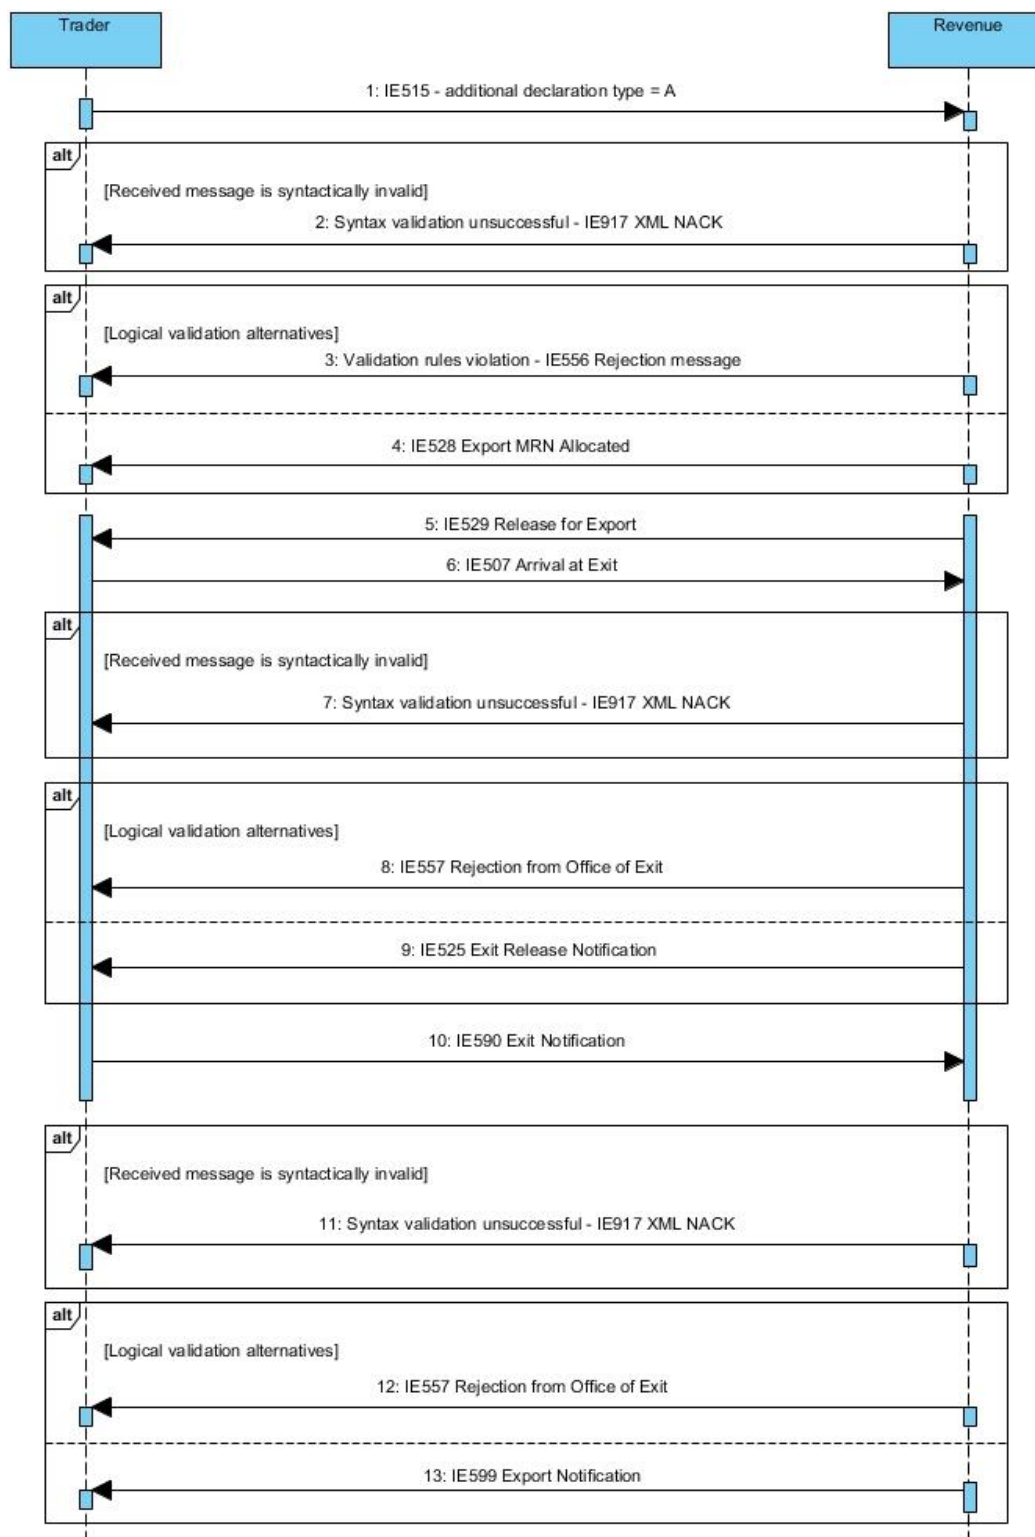 Trader
Revenue
1: IE515 - additional declaration type = A
alt
[Received message is syntactically invalid]
2: Syntax validation unsuccessful - IE917 XML NACK
alt
[Logical validation alternatives]
3: Validation rules violation - IE556 Rejection message
4: IE528 Export MRN Allocated
5: IE529 Release for Export
6: IE507 Arrival at Exit
alt
[Received message is syntactically invalid]
7: Syntax validation unsuccessful - IE917 XML NACK
alt
[Logical validation alternatives]
8: IE557 Rejection from Office of Exit
9: IE525 Exit Release Notification
10: IE590 Exit Notification
alt
[Received message is syntactically invalid]
11: Syntax validation unsuccessful - IE917 XML NACK
alt
[Logical validation alternatives]
12: IE557 Rejection from Office of Exit
13: IE599 Export Notification